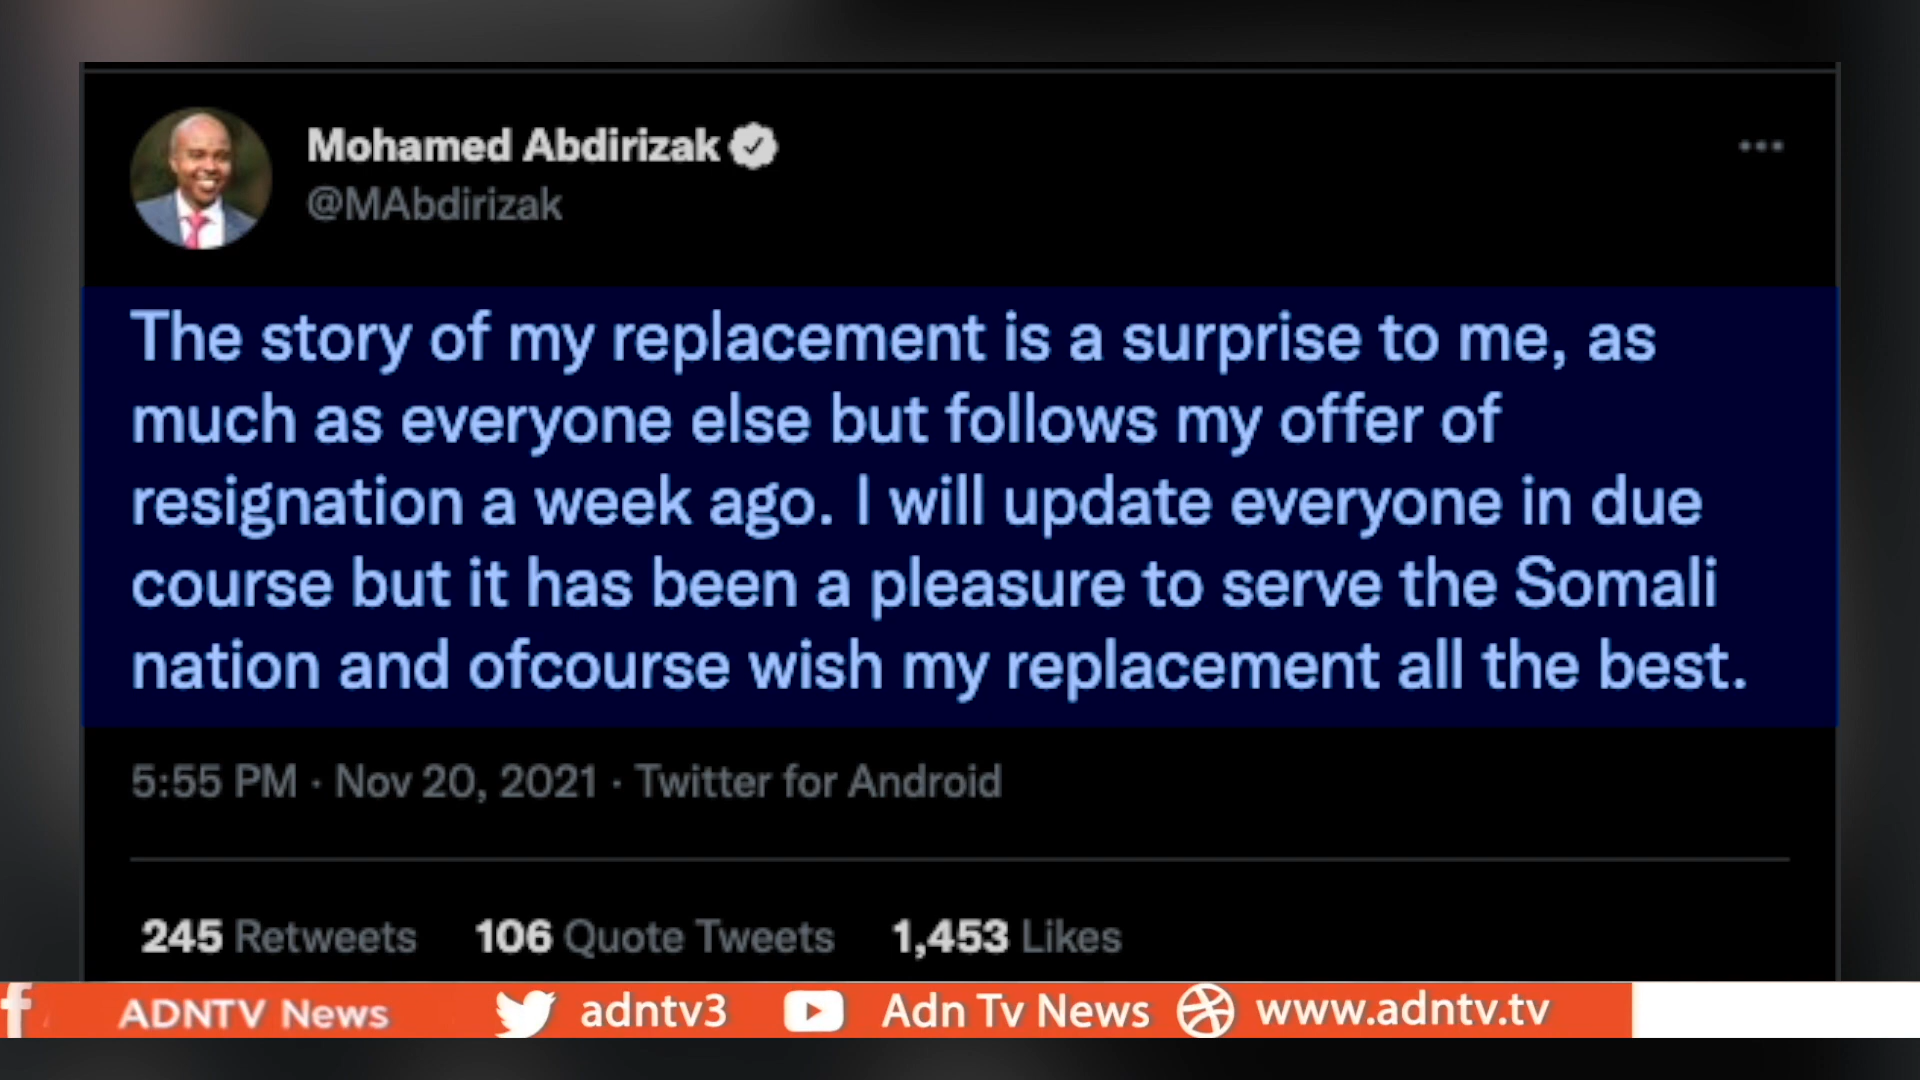 Mohamed Abdirizak
@MAbdirizak
The story of my replacement is a surprise to me, as
much as everyone else but follows my offer of
resignation a week ago. I will update everyone in due
course but it has been a pleasure to serve the Somali
nation and ofcourse wish my replacement all the best.
5:55 PM · Nov 20, 2021 · Twitter for Android
245 Retweets 106 Quote Tweets 1,453 Likes
ADNTV News adntv3 Adn Tv News www.adntv.tv